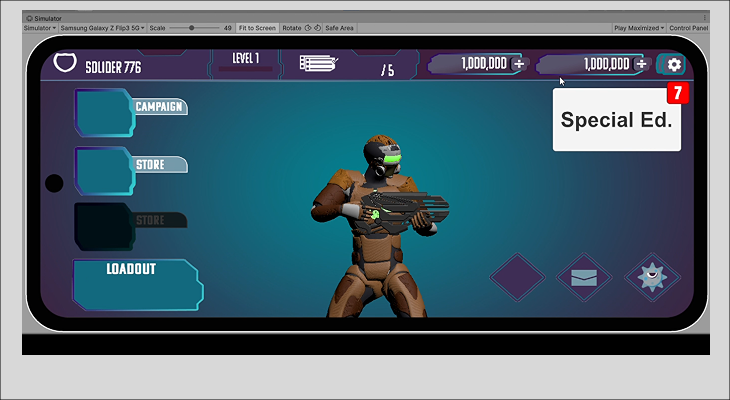 Simulator
Simulator Samsung Galaxy Z Flip3 5G Scale 49 Fit to Screen Rotate Safe Area Play Maximized Control Panel
SOLIDER 776
LEVEL 1
/ 5
1,000,000
1,000,000
7
Special Ed.
CAMPAIGN
STORE
STORE
LOADOUT